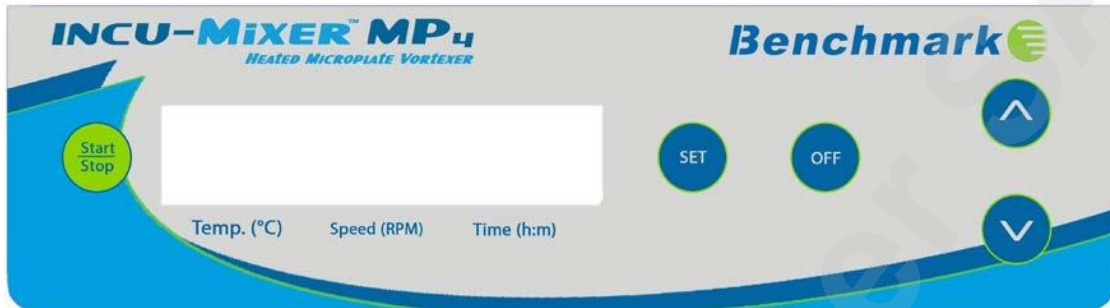 INCU-MiXER™ MP4
HEATED MICROPLATE VORTEXER
Benchmark
Start
Stop
SET
OFF
Temp. (°C)
Speed (RPM)
Time (h:m)